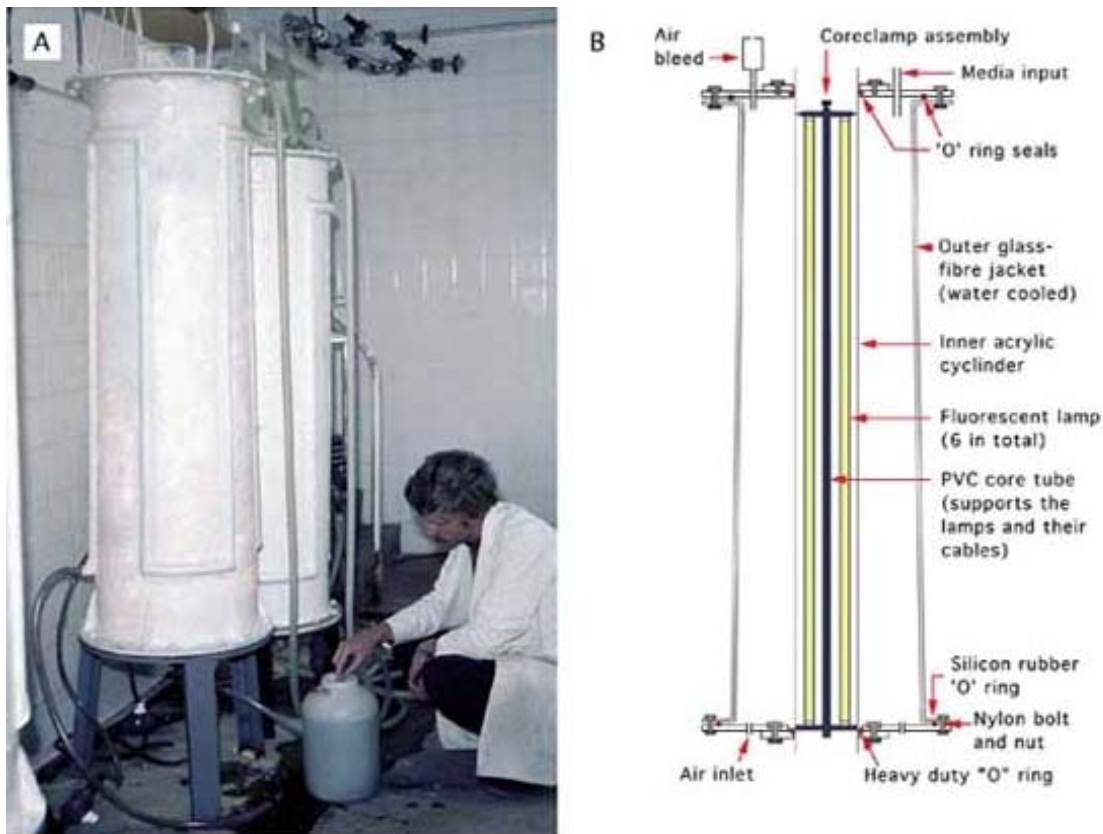 A
B
Air
bleed
Coreclamp assembly
Media input
'O' ring seals
Outer glass-
fibre jacket
(water cooled)
Inner acrylic
cyclinder
Fluorescent lamp
(6 in total)
PVC core tube
(supports the
lamps and their
cables)
Silicon rubber
'O' ring
Nylon bolt
and nut
Air inlet
Heavy duty "O" ring